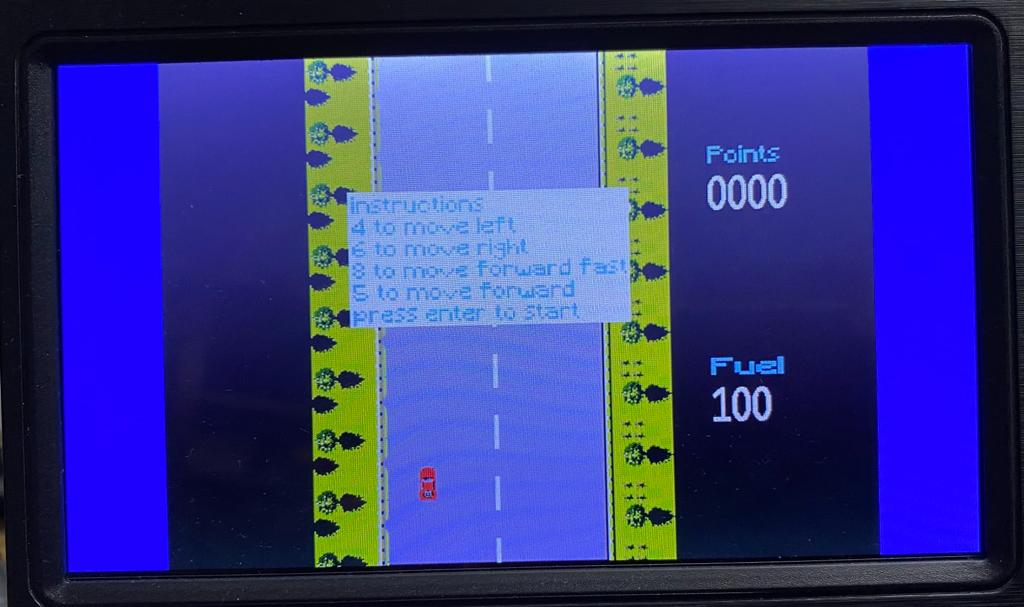 instructions
4 to move left
6 to move right
8 to move forward fast
5 to move forward
press enter to start
Points
0000
Fuel
100